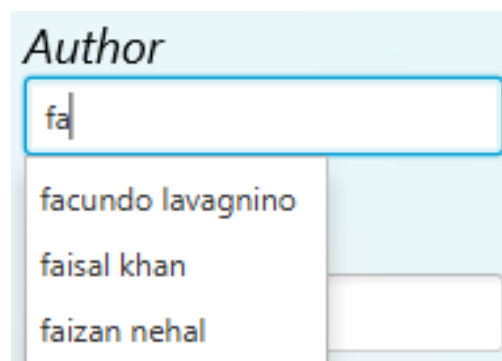 Author
fa
facundo lavagnino
faisal khan
faizan nehal